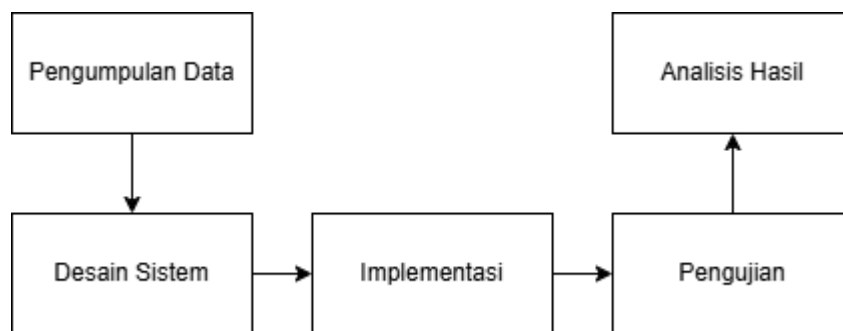 Pengumpulan Data
Analisis Hasil
Desain Sistem
Implementasi
Pengujian